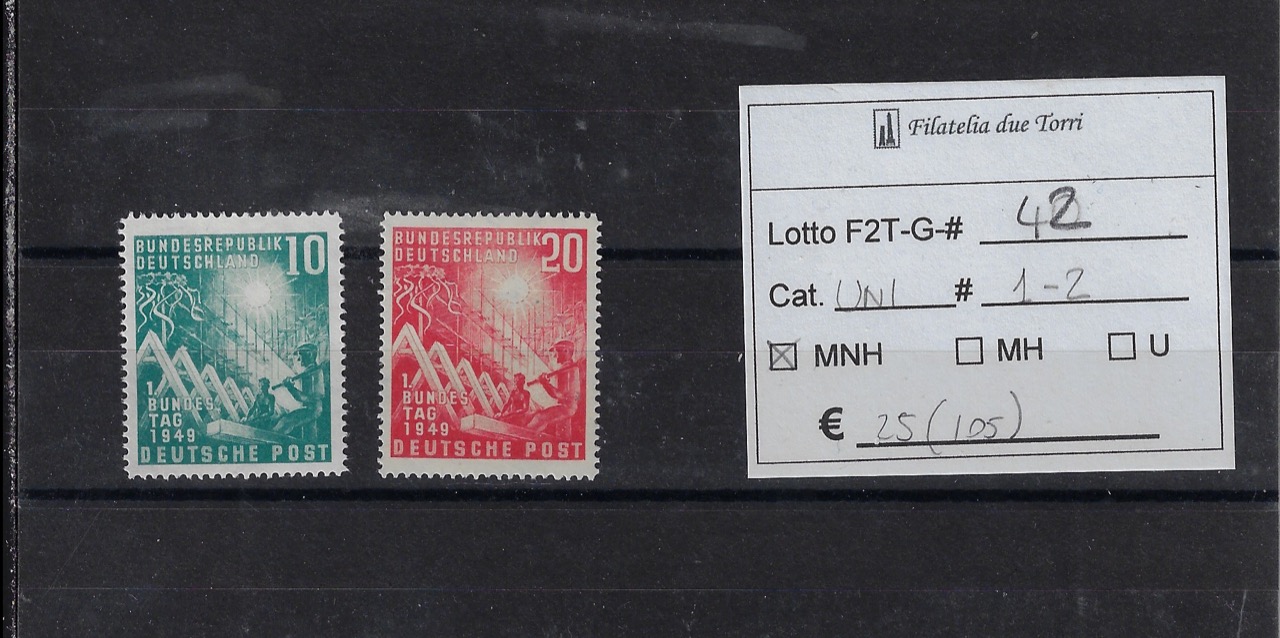 BUNDESREPUBLIK
DEUTSCHLAND
10
1.
BUNDES
TAG
1949
DEUTSCHE POST
BUNDESREPUBLIK
DEUTSCHLAND
20
1.
BUNDES
TAG
1949
DEUTSCHE POST
Filatelia due Torri
Lotto F2T-G-# 42
Cat. UNI # 1-2
MNH MH U
€ 25 (105)